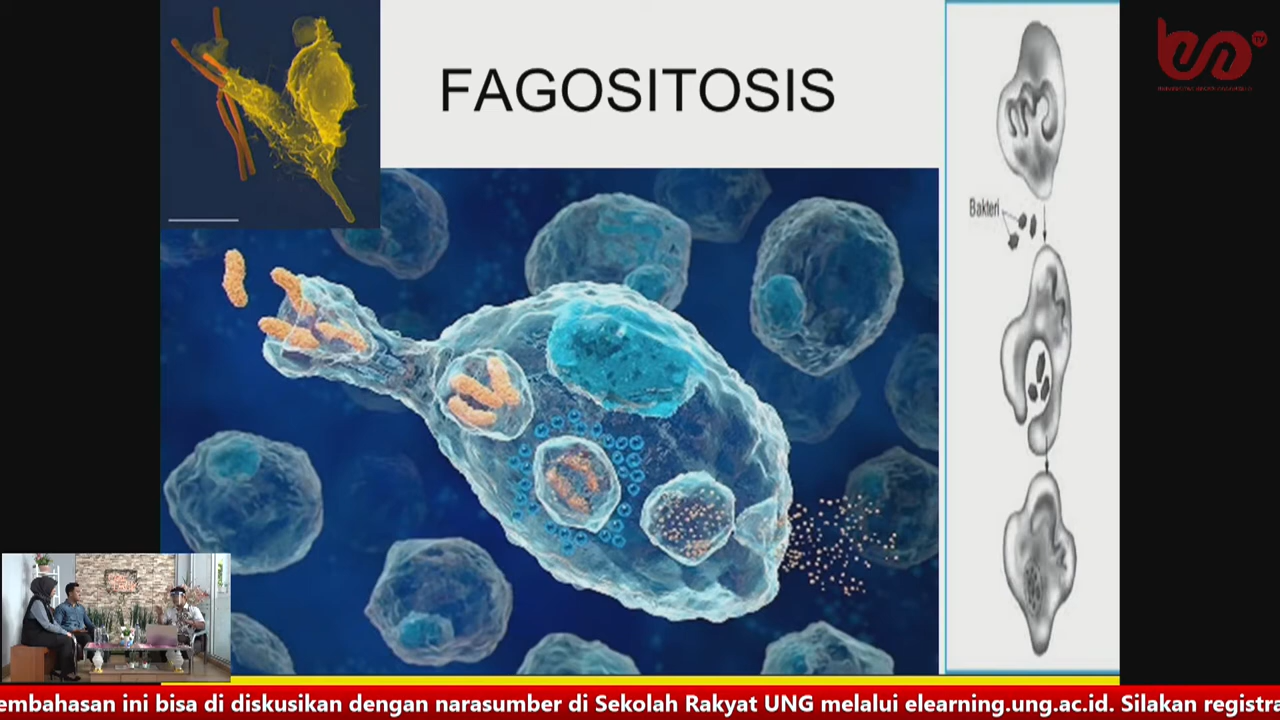 FAGOSITOSIS
Bakteri
embahasan ini bisa di diskusikan dengan narasumber di Sekolah Rakyat UNG melalui elearning.ung.ac.id. Silakan registra